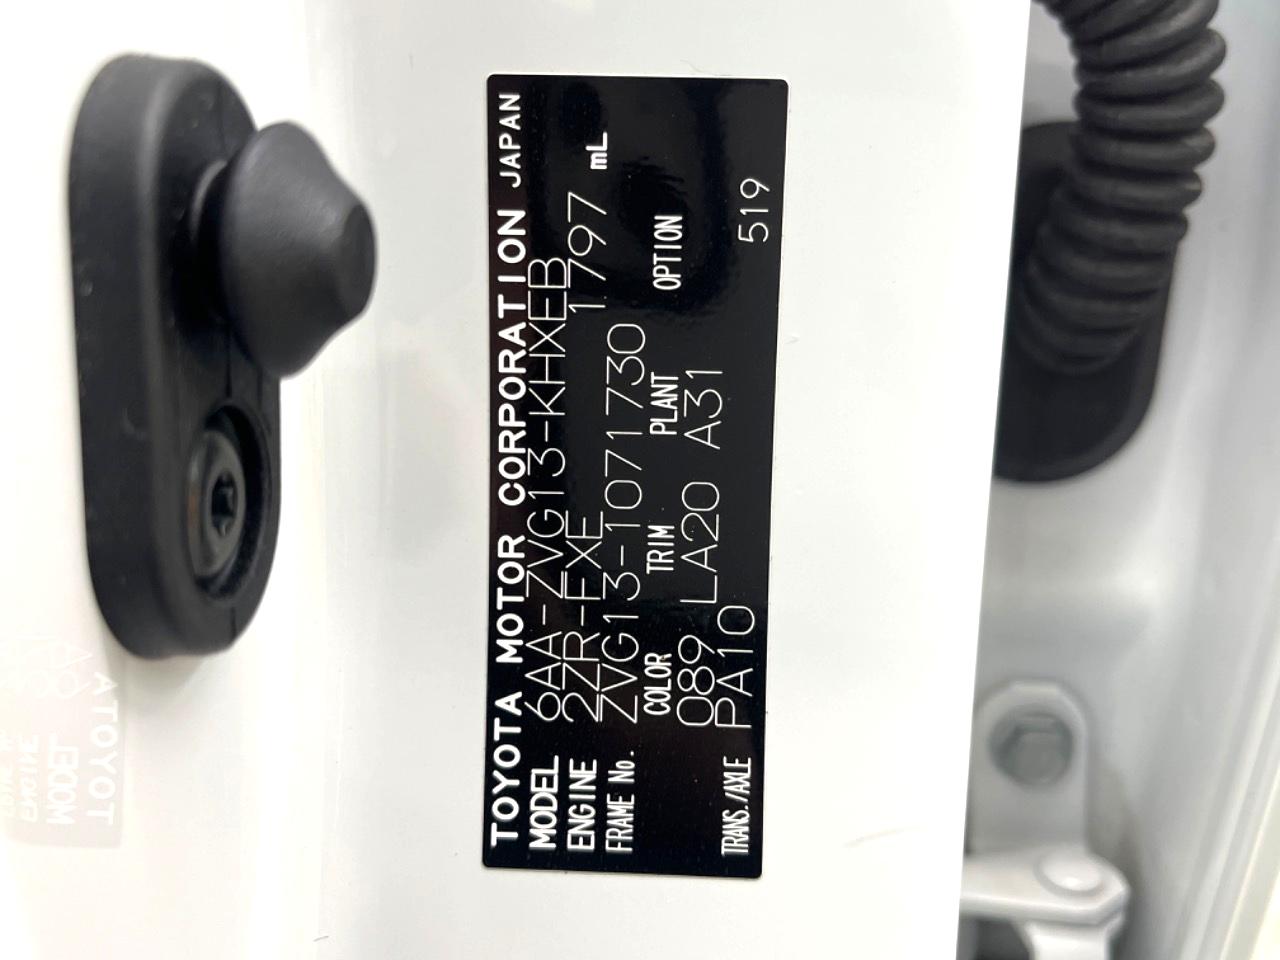 TOYOTA MOTOR CORPORATION JAPAN
MODEL 6AA-ZVG13-KHXEB
ENGINE 2ZR-FXE 1797 mL
FRAME No. ZVG13-1071730
COLOR TRIM PLANT OPTION
089 LA20 A31
TRANS./AXLE PA10 519